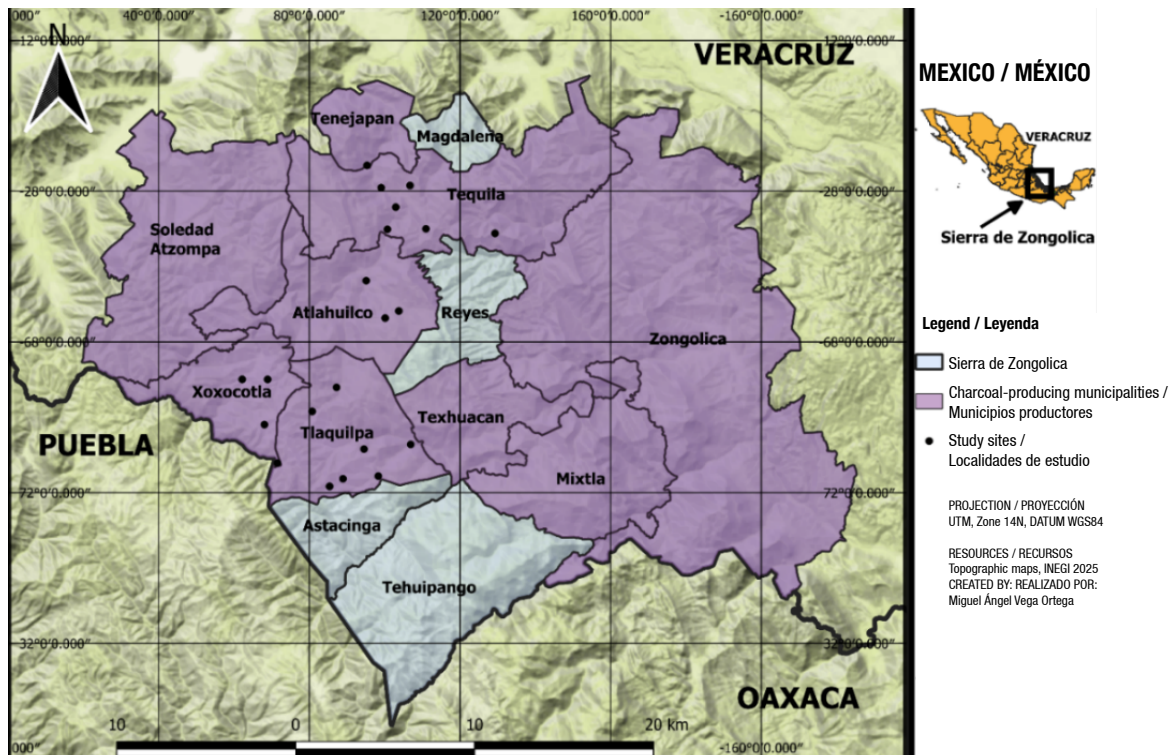 000" 40°0'0.000" 80°0'0.000" 120°0'0.000" 160°0'0.000" -160°0'0.000"
N
-12°0'0.000" -12°0'0.000"
VERACRUZ
Tenejapan
Magdalena
-28°0'0.000" -28°0'0.000"
Tequila
Soledad
Atzompa
Atlahuilco
Reyes
Zongolica
-68°0'0.000" -68°0'0.000"
Xoxocotla
Texhuacan
Tlaquilpa
PUEBLA
Mixtla
72°0'0.000" 72°0'0.000"
Astacinga
Tehuipango
32°0'0.000" 32°0'0.000"
OAXACA
10 0 10 20 km
000" -160°0'0.000"
MEXICO / MÉXICO
VERACRUZ
Sierra de Zongolica
Legend / Leyenda
Sierra de Zongolica
Charcoal-producing municipalities /
Municipios productores
Study sites /
Localidades de estudio
PROJECTION / PROYECCIÓN
UTM, Zone 14N, DATUM WGS84
RESOURCES / RECURSOS
Topographic maps, INEGI 2025
CREATED BY: REALIZADO POR:
Miguel Ángel Vega Ortega